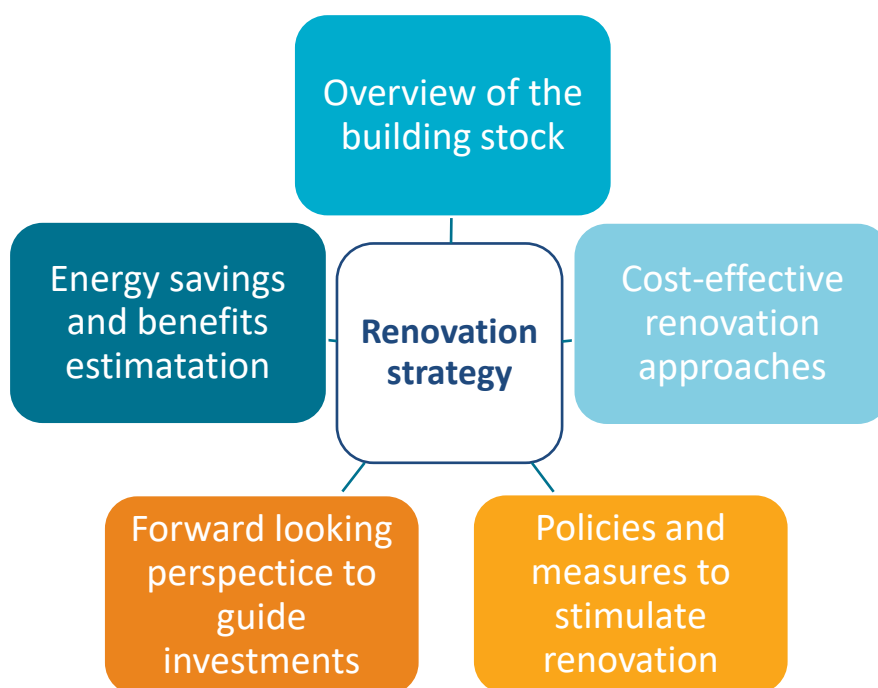 Overview of the
building stock
Energy savings
and benefits
estimatation
Renovation
strategy
Cost-effective
renovation
approaches
Forward looking
perspectice to
guide
investments
Policies and
measures to
stimulate
renovation